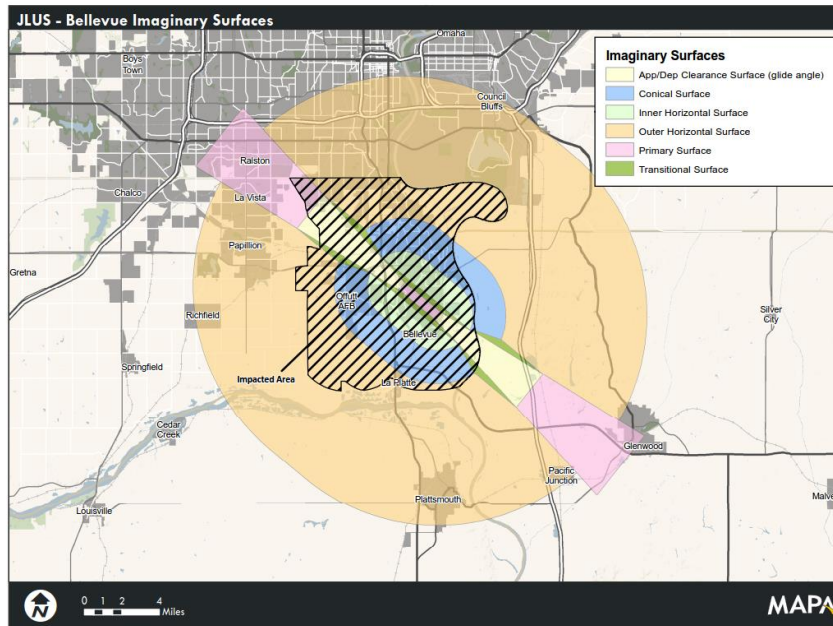 JLUS - Bellevue Imaginary Surfaces
Omaha
Boys
Town
Council
Bluffs
Imaginary Surfaces
App/Dep Clearance Surface (glide angle)
Conical Surface
Inner Horizontal Surface
Outer Horizontal Surface
Primary Surface
Transitional Surface
Ralston
Chalco
La Vista
Papillion
Gretna
Offutt
AFB
Richfield
Bellevue
Silver
City
Springfield
Impacted Area
La Platte
Cedar
Creek
Glenwood
Pacific
Junction
Plattsmouth
Malve
Louisville
N
0 1 2 4
Miles
MAPA